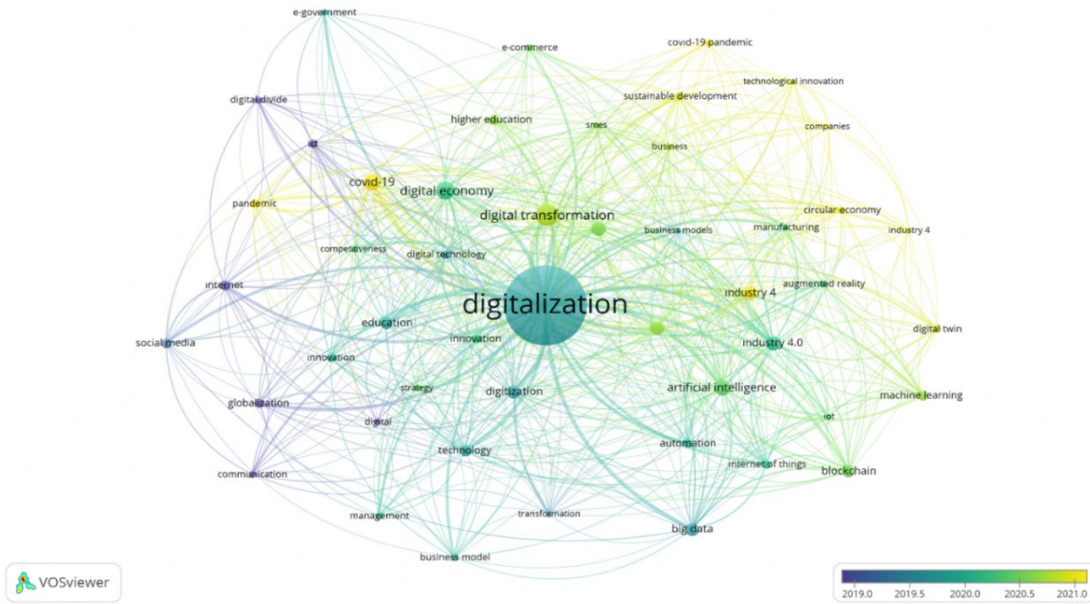 e-government
covid-19 pandemic
e-commerce
technological innovation
sustainable development
digital divide
higher education
smes
companies
ict
business
covid-19
digital economy
pandemic
circular economy
digital transformation
manufacturing
business models
industry 4
competitiveness
digital technology
internet
augmented reality
industry 4
digitalization
education
digital twin
innovation
social media
industry 4.0
innovation
strategy
artificial intelligence
digitization
machine learning
globalization
iot
digital
automation
technology
internet of things
blockchain
communication
management
transformation
big data
business model
VOSviewer
2019.0 2019.5 2020.0 2020.5 2021.0